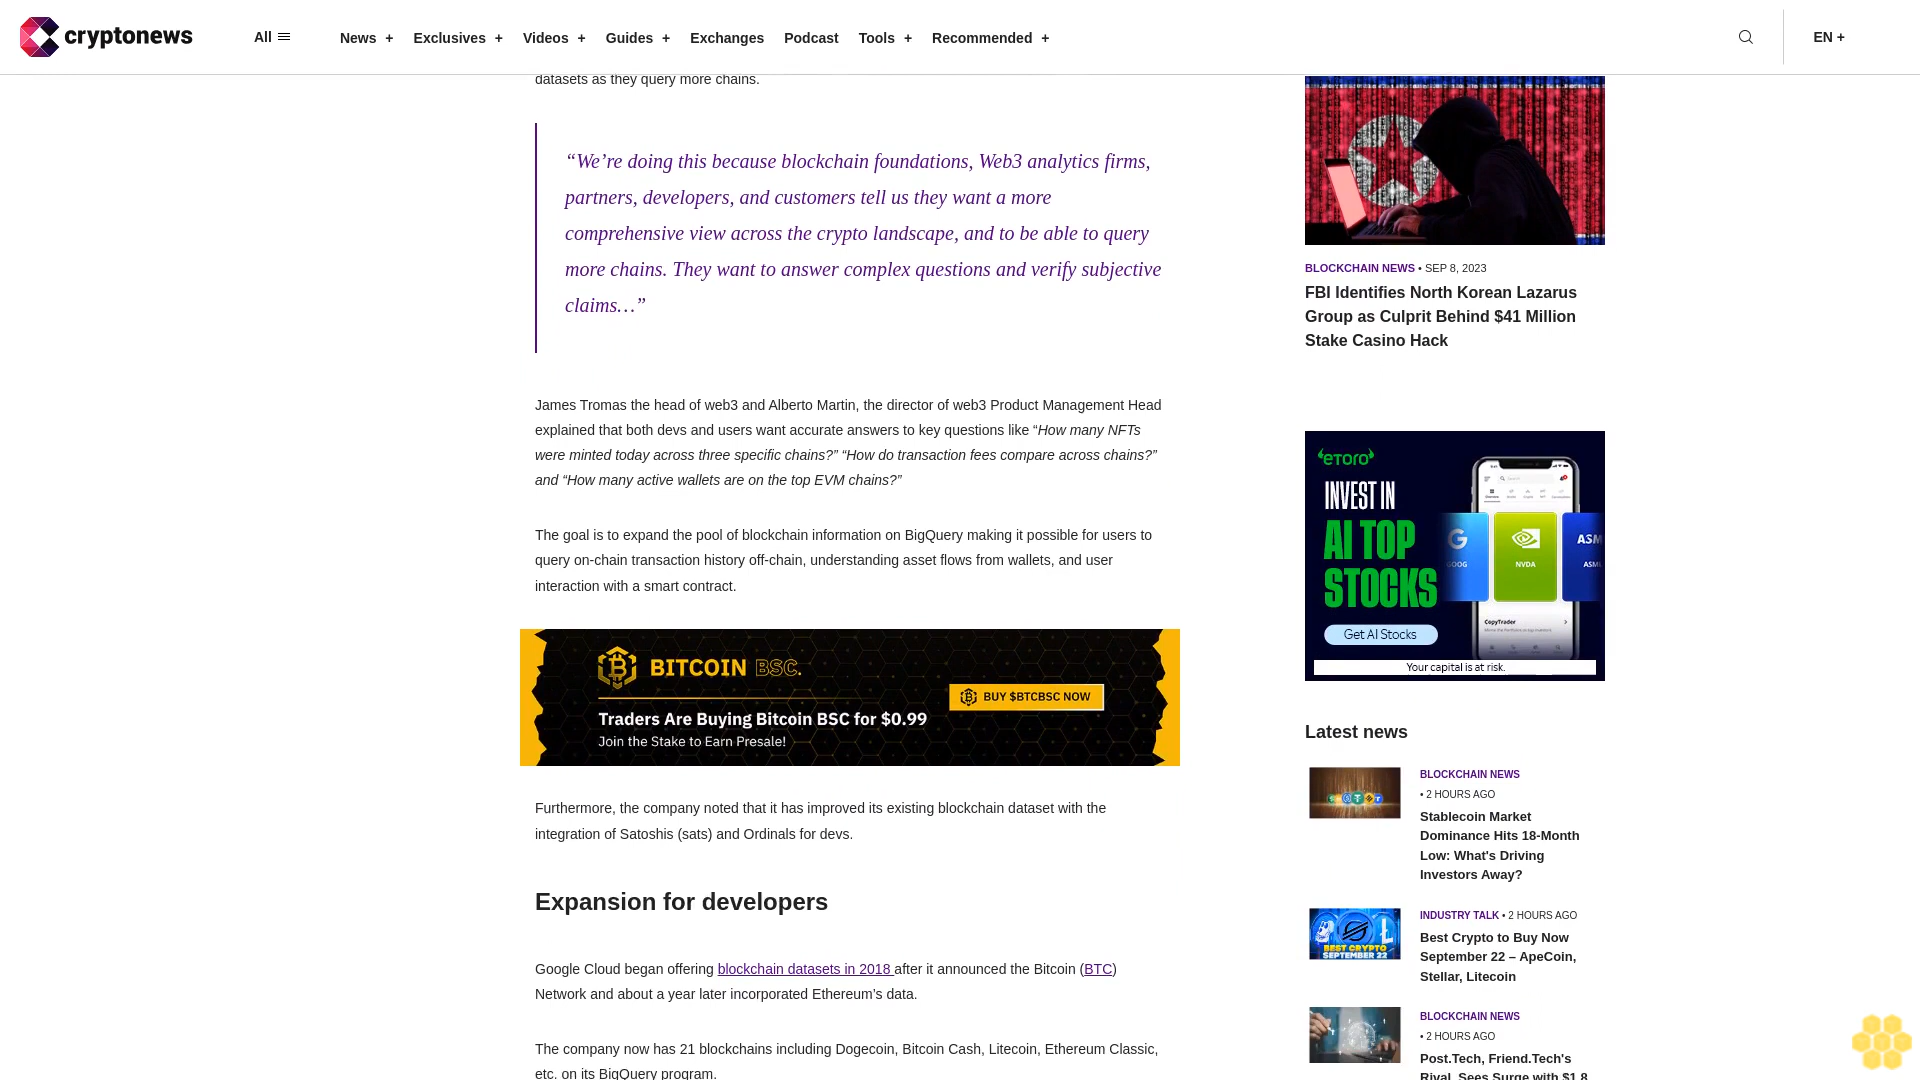 cryptonews
All
News +
Exclusives +
Videos +
Guides +
Exchanges
Podcast
Tools +
Recommended +
EN +
datasets as they query more chains.
“We’re doing this because blockchain foundations, Web3 analytics firms,
partners, developers, and customers tell us they want a more
comprehensive view across the crypto landscape, and to be able to query
more chains. They want to answer complex questions and verify subjective
claims…”
James Tromas the head of web3 and Alberto Martin, the director of web3 Product Management Head
explained that both devs and users want accurate answers to key questions like “How many NFTs
were minted today across three specific chains?” “How do transaction fees compare across chains?”
and “How many active wallets are on the top EVM chains?”
The goal is to expand the pool of blockchain information on BigQuery making it possible for users to
query on-chain transaction history off-chain, understanding asset flows from wallets, and user
interaction with a smart contract.
BITCOIN BSC.
Traders Are Buying Bitcoin BSC for $0.99
Join the Stake to Earn Presale!
BUY $BTCBSC NOW
Furthermore, the company noted that it has improved its existing blockchain dataset with the
integration of Satoshis (sats) and Ordinals for devs.
Expansion for developers
Google Cloud began offering blockchain datasets in 2018 after it announced the Bitcoin (BTC)
Network and about a year later incorporated Ethereum’s data.
The company now has 21 blockchains including Dogecoin, Bitcoin Cash, Litecoin, Ethereum Classic,
etc. on its BigQuery program.
BLOCKCHAIN NEWS • SEP 8, 2023
FBI Identifies North Korean Lazarus
Group as Culprit Behind $41 Million
Stake Casino Hack
eToro
INVEST IN
AI TOP
STOCKS
Get AI Stocks
GOOG
NVDA
ASM
ASML
CopyTrader
Your capital is at risk.
Latest news
BLOCKCHAIN NEWS
• 2 HOURS AGO
Stablecoin Market
Dominance Hits 18-Month
Low: What's Driving
Investors Away?
BEST CRYPTO
SEPTEMBER 22
INDUSTRY TALK • 2 HOURS AGO
Best Crypto to Buy Now
September 22 – ApeCoin,
Stellar, Litecoin
BLOCKCHAIN NEWS
• 2 HOURS AGO
Post.Tech, Friend.Tech's
Rival, Sees Surge with $1.8